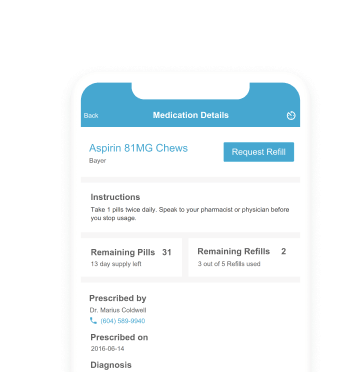 Back
Medication Details
Aspirin 81MG Chews
Request Refill
Bayer
Instructions
Take 1 pills twice daily. Speak to your pharmacist or physician before
you stop usage.
Remaining Pills 31
13 day supply left
Remaining Refills 2
3 out of 5 Refills used
Prescribed by
Dr. Marius Coldwell
(604) 589-9940
Prescribed on
2016-06-14
Diagnosis